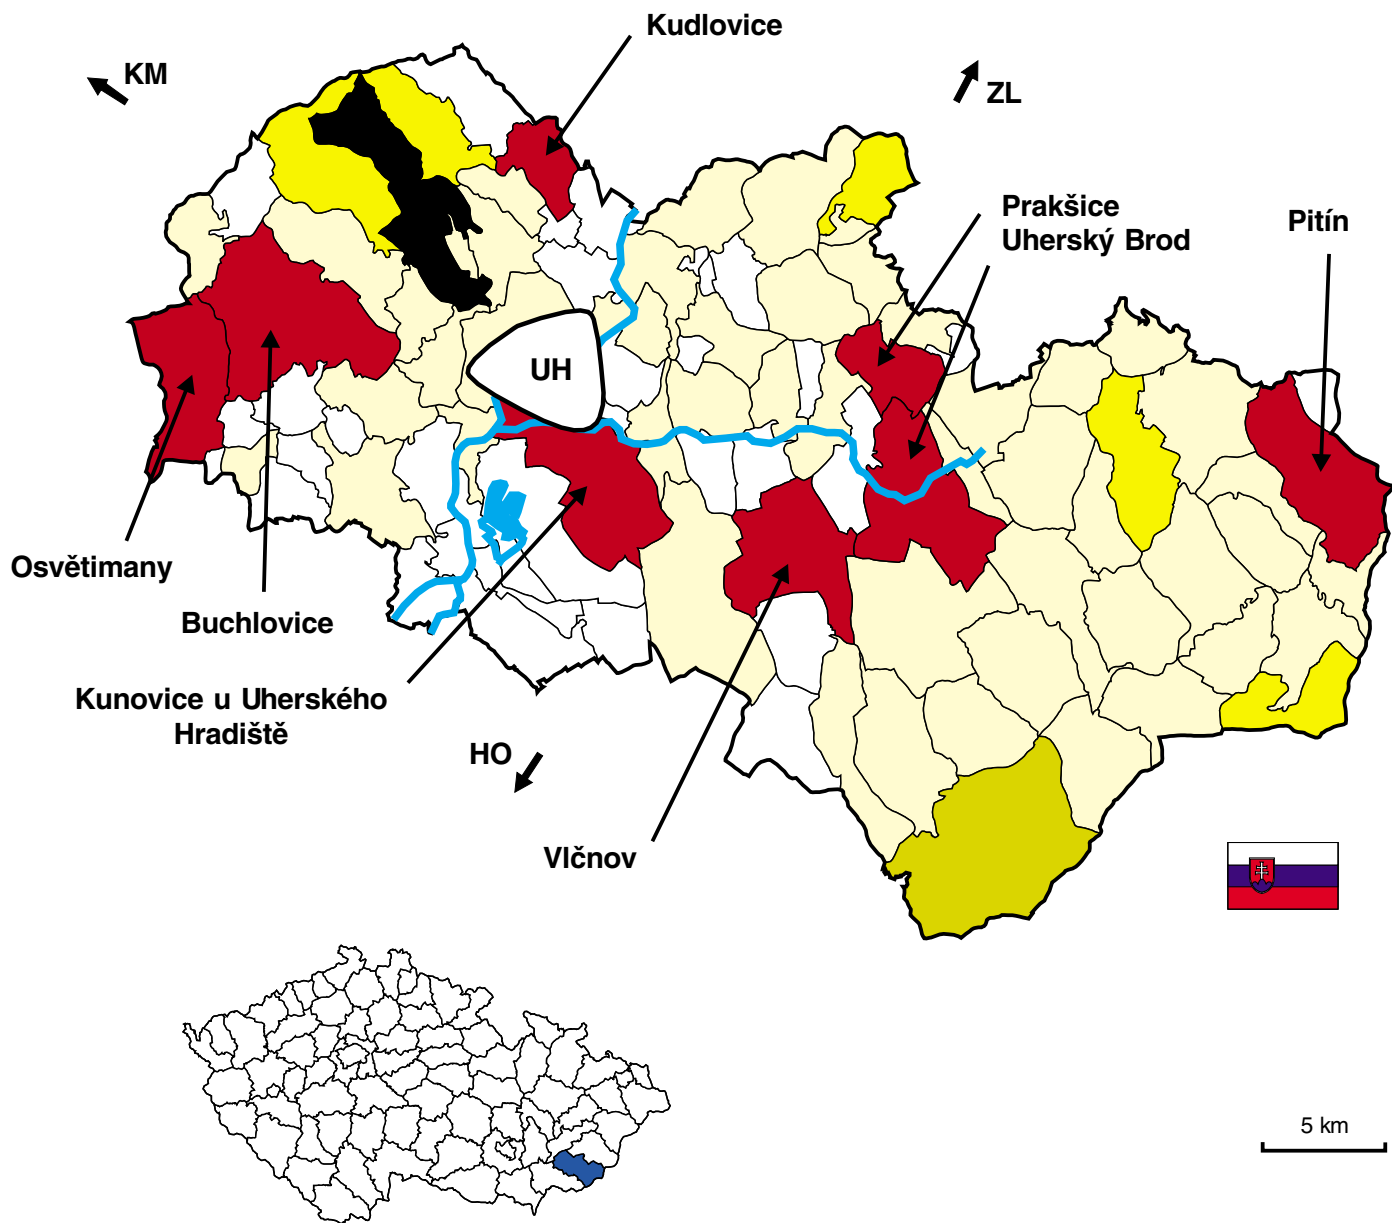 Kudlovice
KM
ZL
Prakšice
Uherský Brod
Pitín
UH
Osvětimany
Buchlovice
Kunovice u Uherského
Hradiště
HO
Vlčnov
5 km